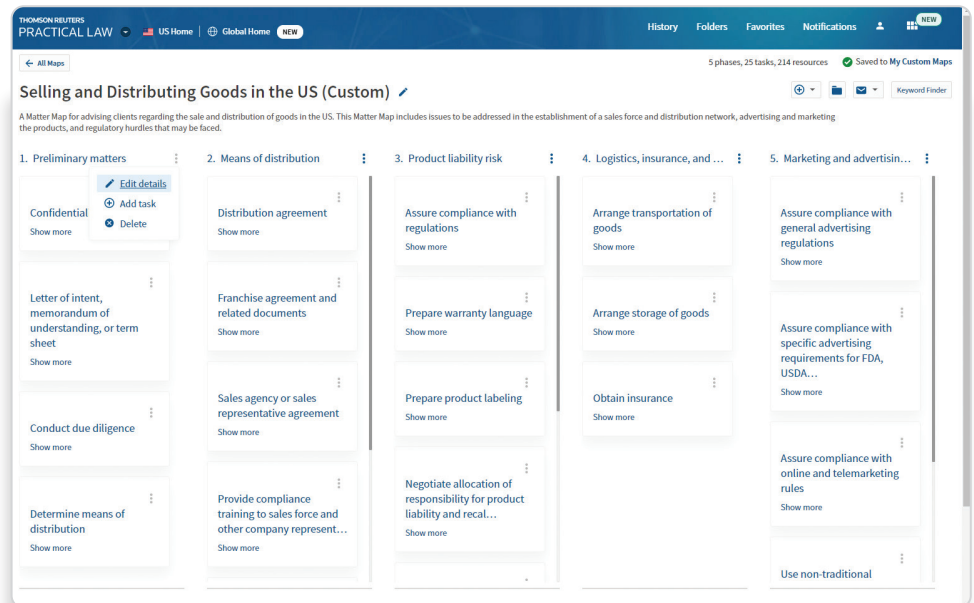 THOMSON REUTERS
PRACTICAL LAW
US Home
Global Home NEW
History Folders Favorites Notifications NEW
All Maps
5 phases, 25 tasks, 214 resources Saved to My Custom Maps
Selling and Distributing Goods in the US (Custom)
Keyword Finder
A Matter Map for advising clients regarding the sale and distribution of goods in the US. This Matter Map includes issues to be addressed in the establishment of a sales force and distribution network, advertising and marketing
the products, and regulatory hurdles that may be faced.
1. Preliminary matters
Edit details
Add task
Delete
Confidential
Show more
Letter of intent,
memorandum of
understanding, or term
sheet
Show more
Conduct due diligence
Show more
Determine means of
distribution
Show more
2. Means of distribution
Distribution agreement
Show more
Franchise agreement and
related documents
Show more
Sales agency or sales
representative agreement
Show more
Provide compliance
training to sales force and
other company represent...
Show more
3. Product liability risk
Assure compliance with
regulations
Show more
Prepare warranty language
Show more
Prepare product labeling
Show more
Negotiate allocation of
responsibility for product
liability and recal...
Show more
4. Logistics, insurance, and ...
Arrange transportation of
goods
Show more
Arrange storage of goods
Show more
Obtain insurance
Show more
5. Marketing and advertisin...
Assure compliance with
general advertising
regulations
Show more
Assure compliance with
specific advertising
requirements for FDA,
USDA...
Show more
Assure compliance with
online and telemarketing
rules
Show more
Use non-traditional